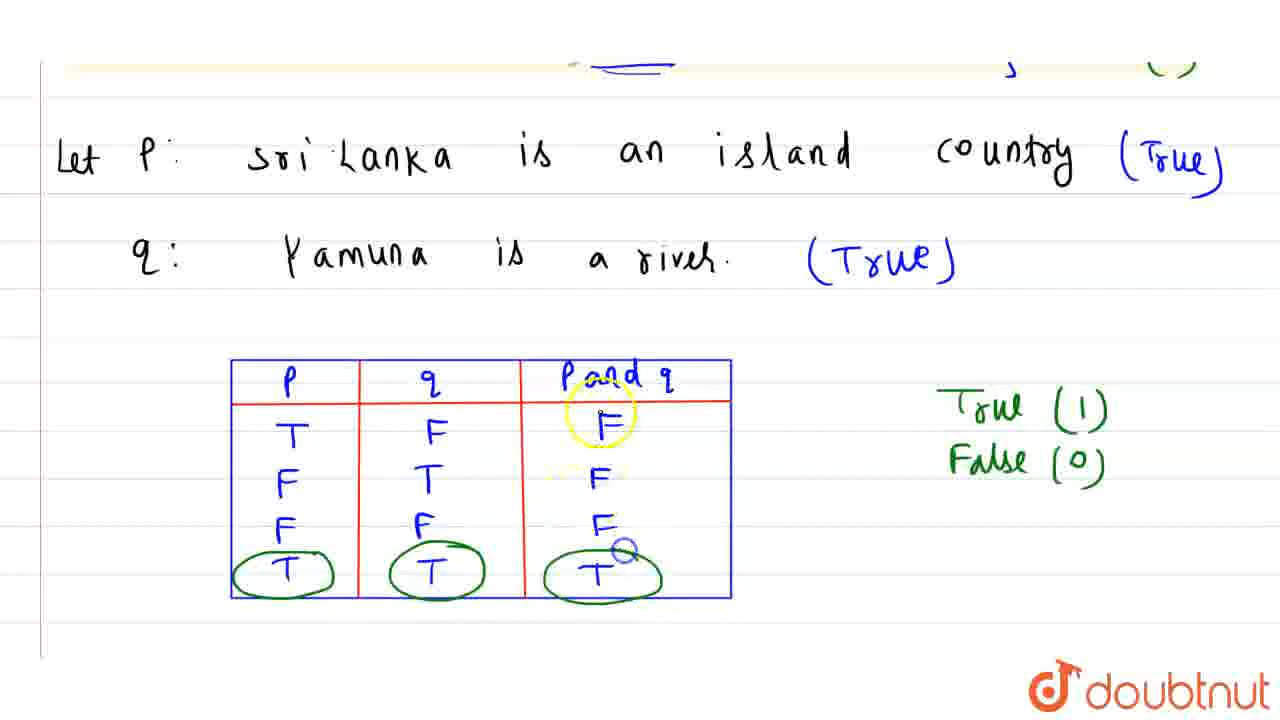 Let P: Sri Lanka is an island country (True)
q: Yamuna is a river. (True)
P q P and q
T F F
F T F
F F F
T T T
True (1)
False (0)
doubtnut